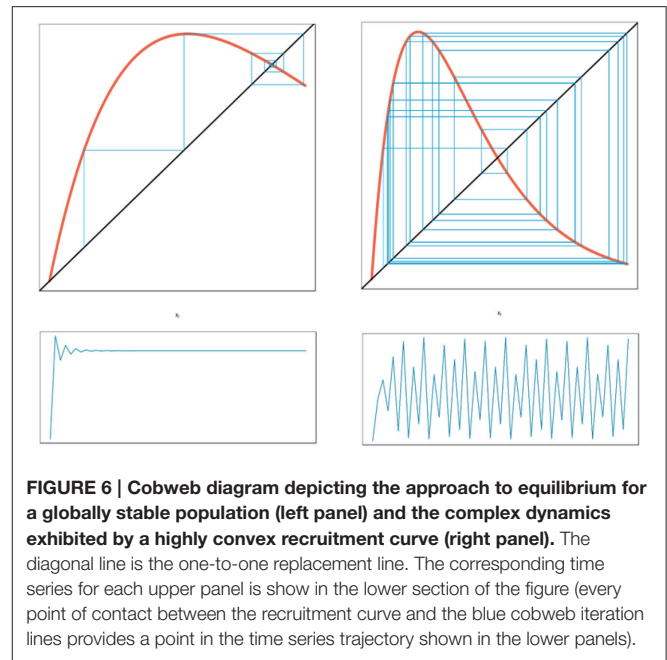 xₜ
xₜ
FIGURE 6 | Cobweb diagram depicting the approach to equilibrium for
a globally stable population (left panel) and the complex dynamics
exhibited by a highly convex recruitment curve (right panel). The
diagonal line is the one-to-one replacement line. The corresponding time
series for each upper panel is show in the lower section of the figure (every
point of contact between the recruitment curve and the blue cobweb iteration
lines provides a point in the time series trajectory shown in the lower panels).